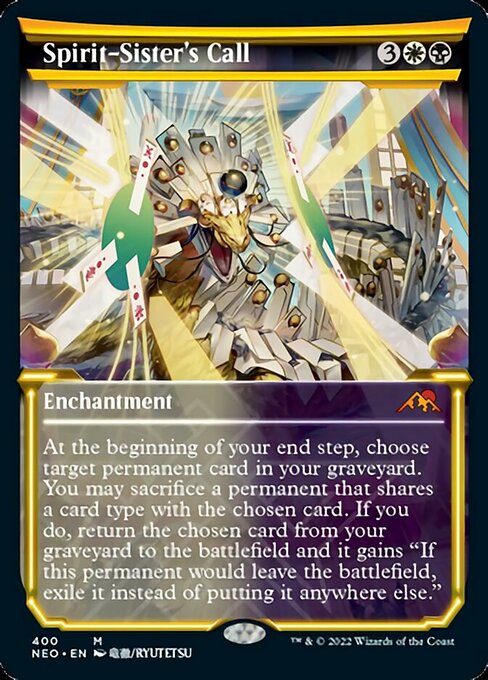 Spirit-Sister's Call 3
Enchantment
At the beginning of your end step, choose
target permanent card in your graveyard.
You may sacrifice a permanent that shares
a card type with the chosen card. If you
do, return the chosen card from your
graveyard to the battlefield and it gains “If
this permanent would leave the battlefield,
exile it instead of putting it anywhere else.”
400 M
NEO • EN RYUTETSU
™ & © 2022 Wizards of the Coast